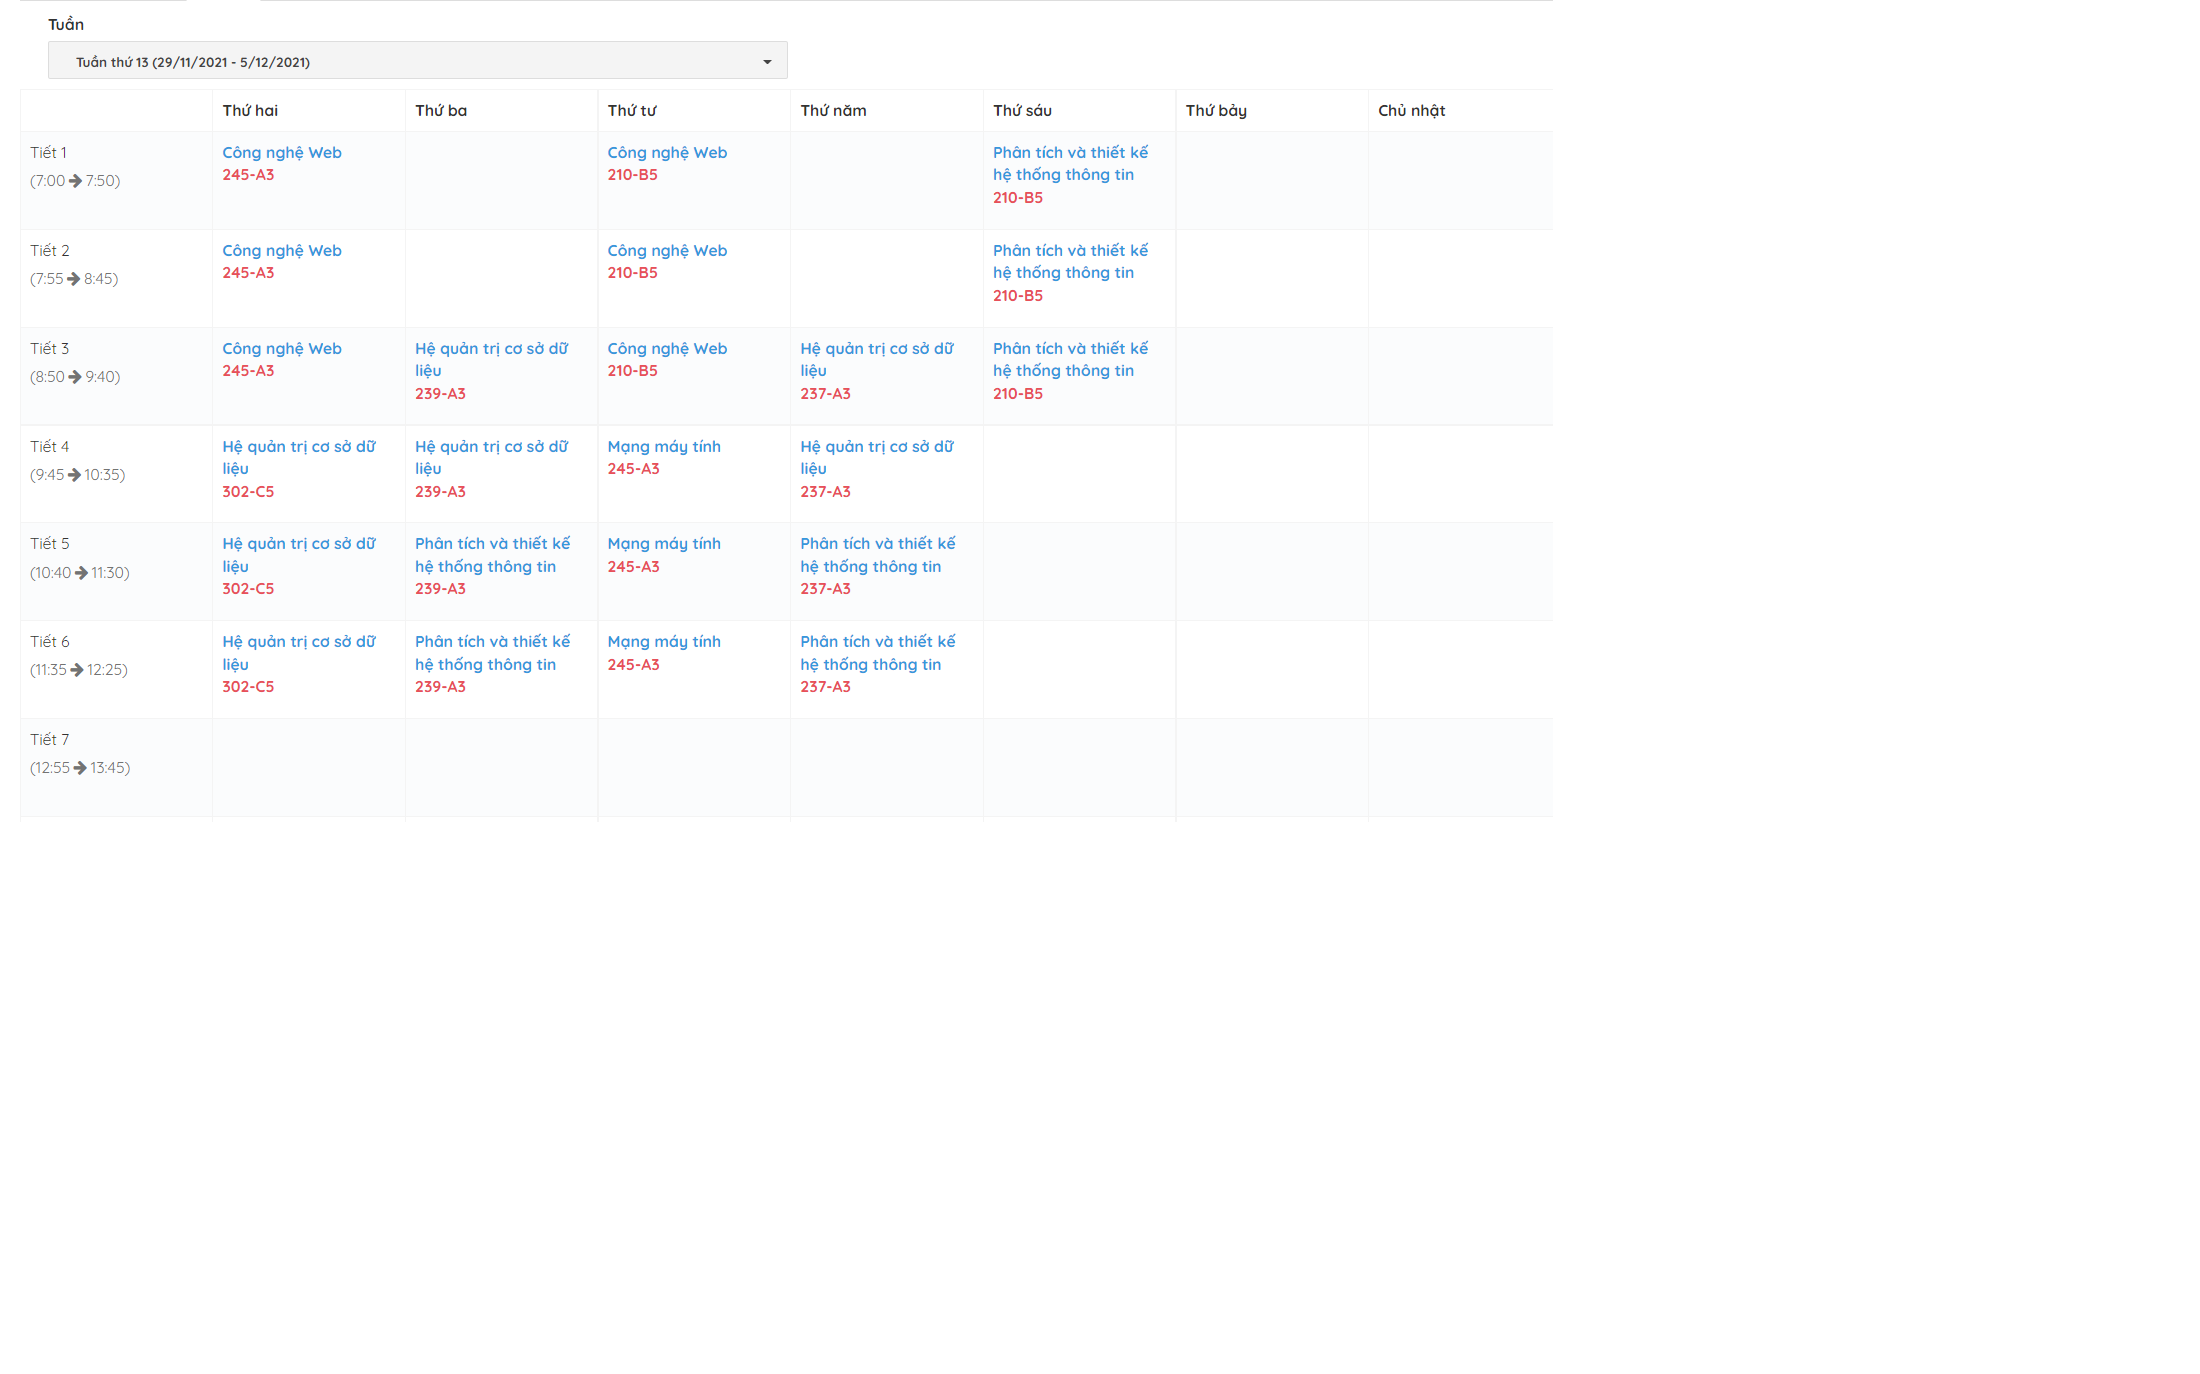 Tuần
Tuần thứ 13 (29/11/2021 - 5/12/2021)
Thứ hai
Thứ ba
Thứ tư
Thứ năm
Thứ sáu
Thứ bảy
Chủ nhật
Tiết 1
(7:00 → 7:50)
Công nghệ Web
245-A3
Công nghệ Web
210-B5
Phân tích và thiết kế
hệ thống thông tin
210-B5
Tiết 2
(7:55 → 8:45)
Công nghệ Web
245-A3
Công nghệ Web
210-B5
Phân tích và thiết kế
hệ thống thông tin
210-B5
Tiết 3
(8:50 → 9:40)
Công nghệ Web
245-A3
Hệ quản trị cơ sở dữ
liệu
239-A3
Công nghệ Web
210-B5
Hệ quản trị cơ sở dữ
liệu
237-A3
Phân tích và thiết kế
hệ thống thông tin
210-B5
Tiết 4
(9:45 → 10:35)
Hệ quản trị cơ sở dữ
liệu
302-C5
Hệ quản trị cơ sở dữ
liệu
239-A3
Mạng máy tính
245-A3
Hệ quản trị cơ sở dữ
liệu
237-A3
Tiết 5
(10:40 → 11:30)
Hệ quản trị cơ sở dữ
liệu
302-C5
Phân tích và thiết kế
hệ thống thông tin
239-A3
Mạng máy tính
245-A3
Phân tích và thiết kế
hệ thống thông tin
237-A3
Tiết 6
(11:35 → 12:25)
Hệ quản trị cơ sở dữ
liệu
302-C5
Phân tích và thiết kế
hệ thống thông tin
239-A3
Mạng máy tính
245-A3
Phân tích và thiết kế
hệ thống thông tin
237-A3
Tiết 7
(12:55 → 13:45)